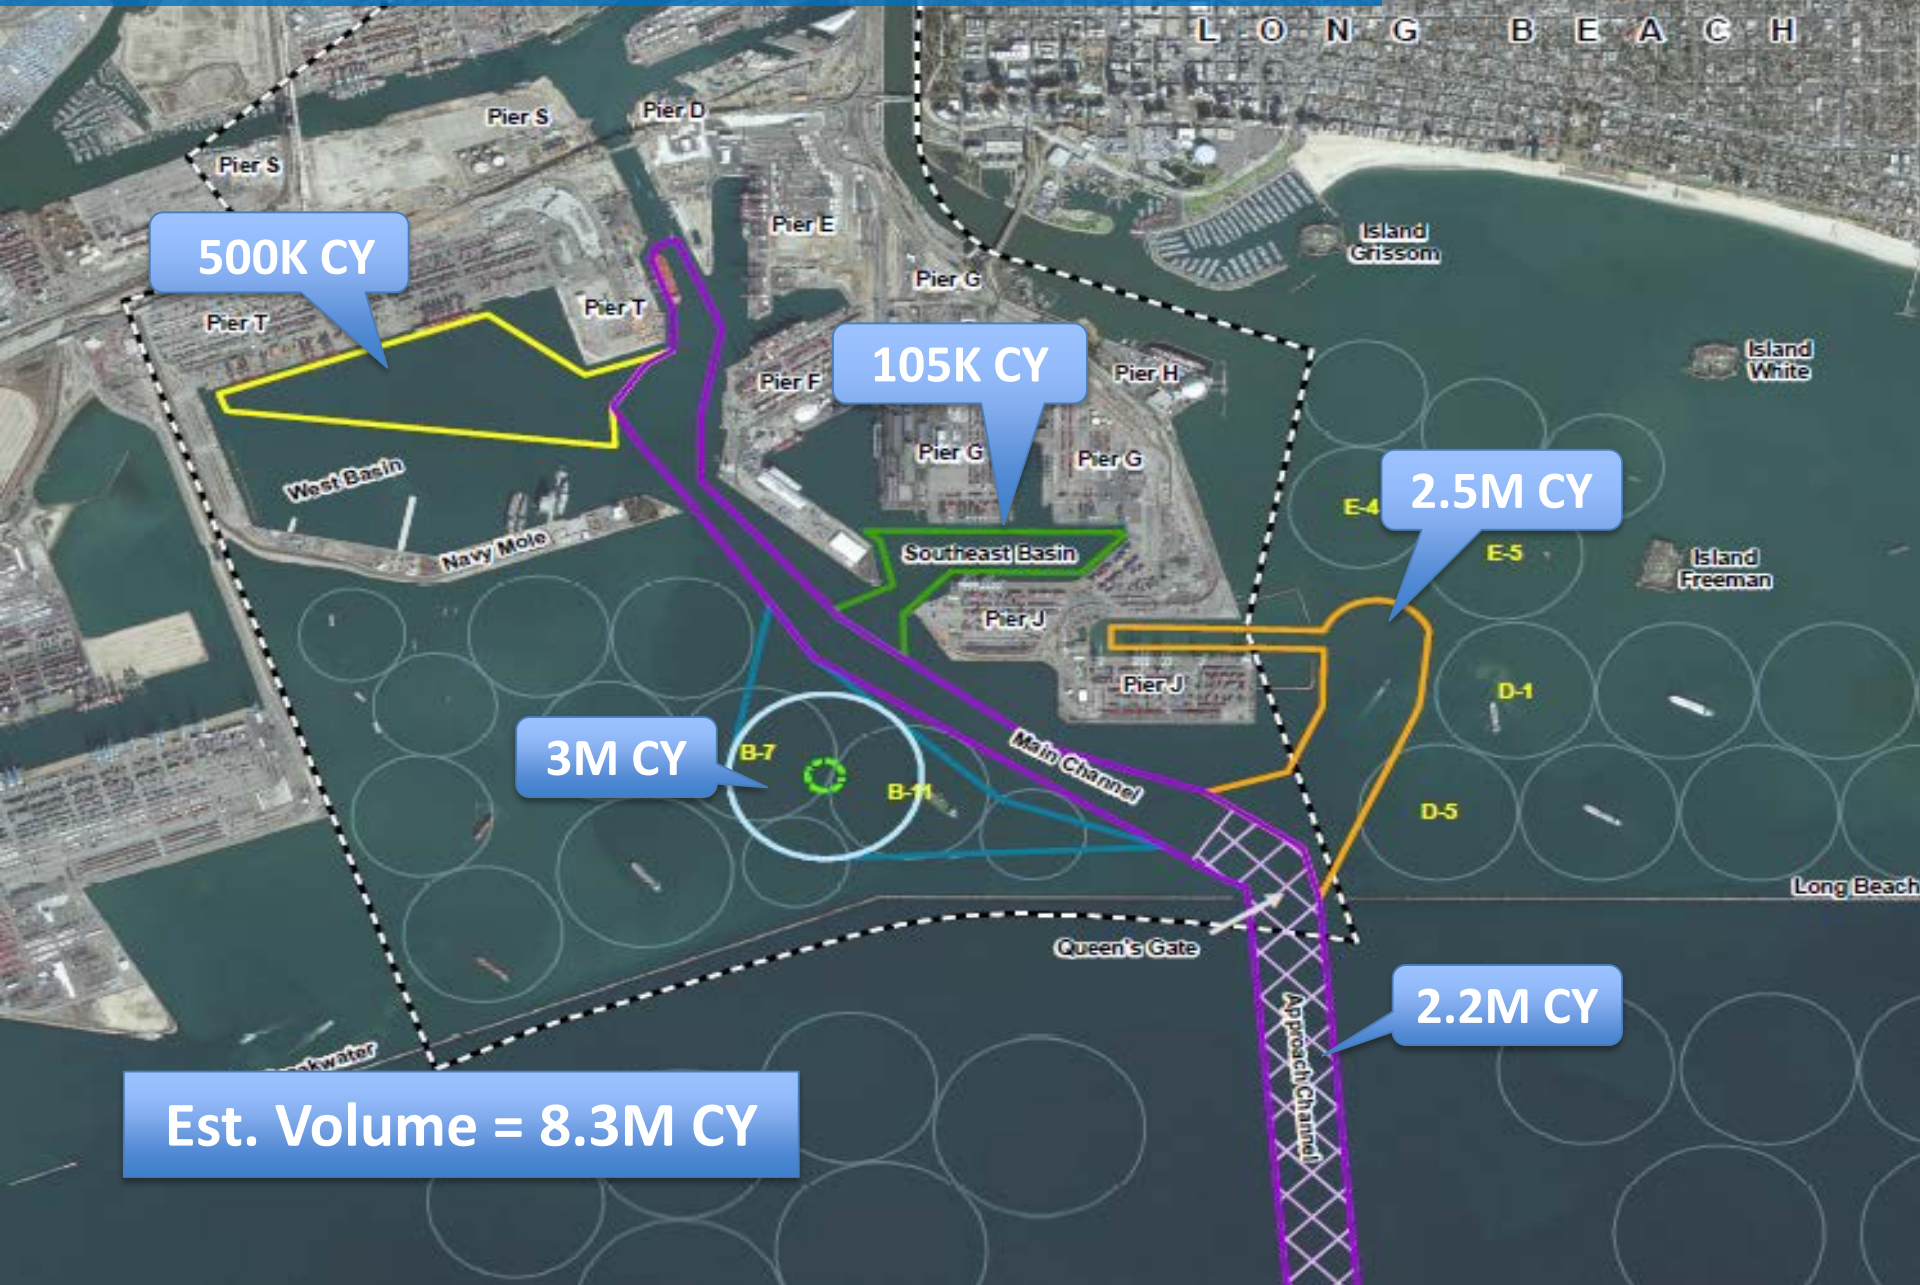 L O N G   B E A C H
Pier S
Pier D
Pier S
Pier E
500K CY
Island
Grissom
Pier G
Pier T
Pier T
105K CY
Pier F
Pier H
Island
White
Pier G
Pier G
West Basin
2.5M CY
E-4
E-5
Navy Mole
Southeast Basin
Island
Freeman
Pier J
Pier J
D-1
3M CY
B-7
B-11
Main Channel
D-5
Long Beach
Queen's Gate
2.2M CY
Approach Channel
Est. Volume = 8.3M CY